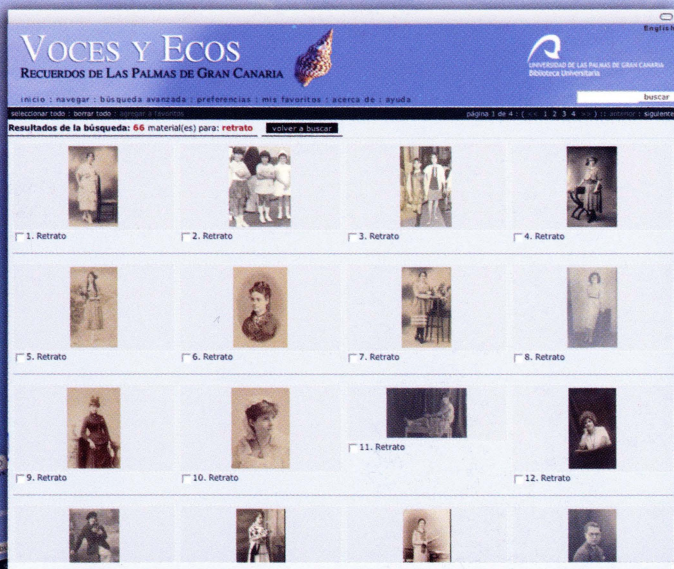 English
VOCES Y ECOS
RECUERDOS DE LAS PALMAS DE GRAN CANARIA
UNIVERSIDAD DE LAS PALMAS DE GRAN CANARIA
Biblioteca Universitaria
inicio : navegar : búsqueda avanzada : preferencias : mis favoritos : acerca de : ayuda
buscar
seleccionar todo : borrar todo : agregar a favoritos
página 1 de 4 : ( << 1 2 3 4 >> ) :: anterior : siguiente
Resultados de la búsqueda: 66 material(es) para: retrato
volver a buscar
1. Retrato
2. Retrato
3. Retrato
4. Retrato
5. Retrato
6. Retrato
7. Retrato
8. Retrato
9. Retrato
10. Retrato
11. Retrato
12. Retrato